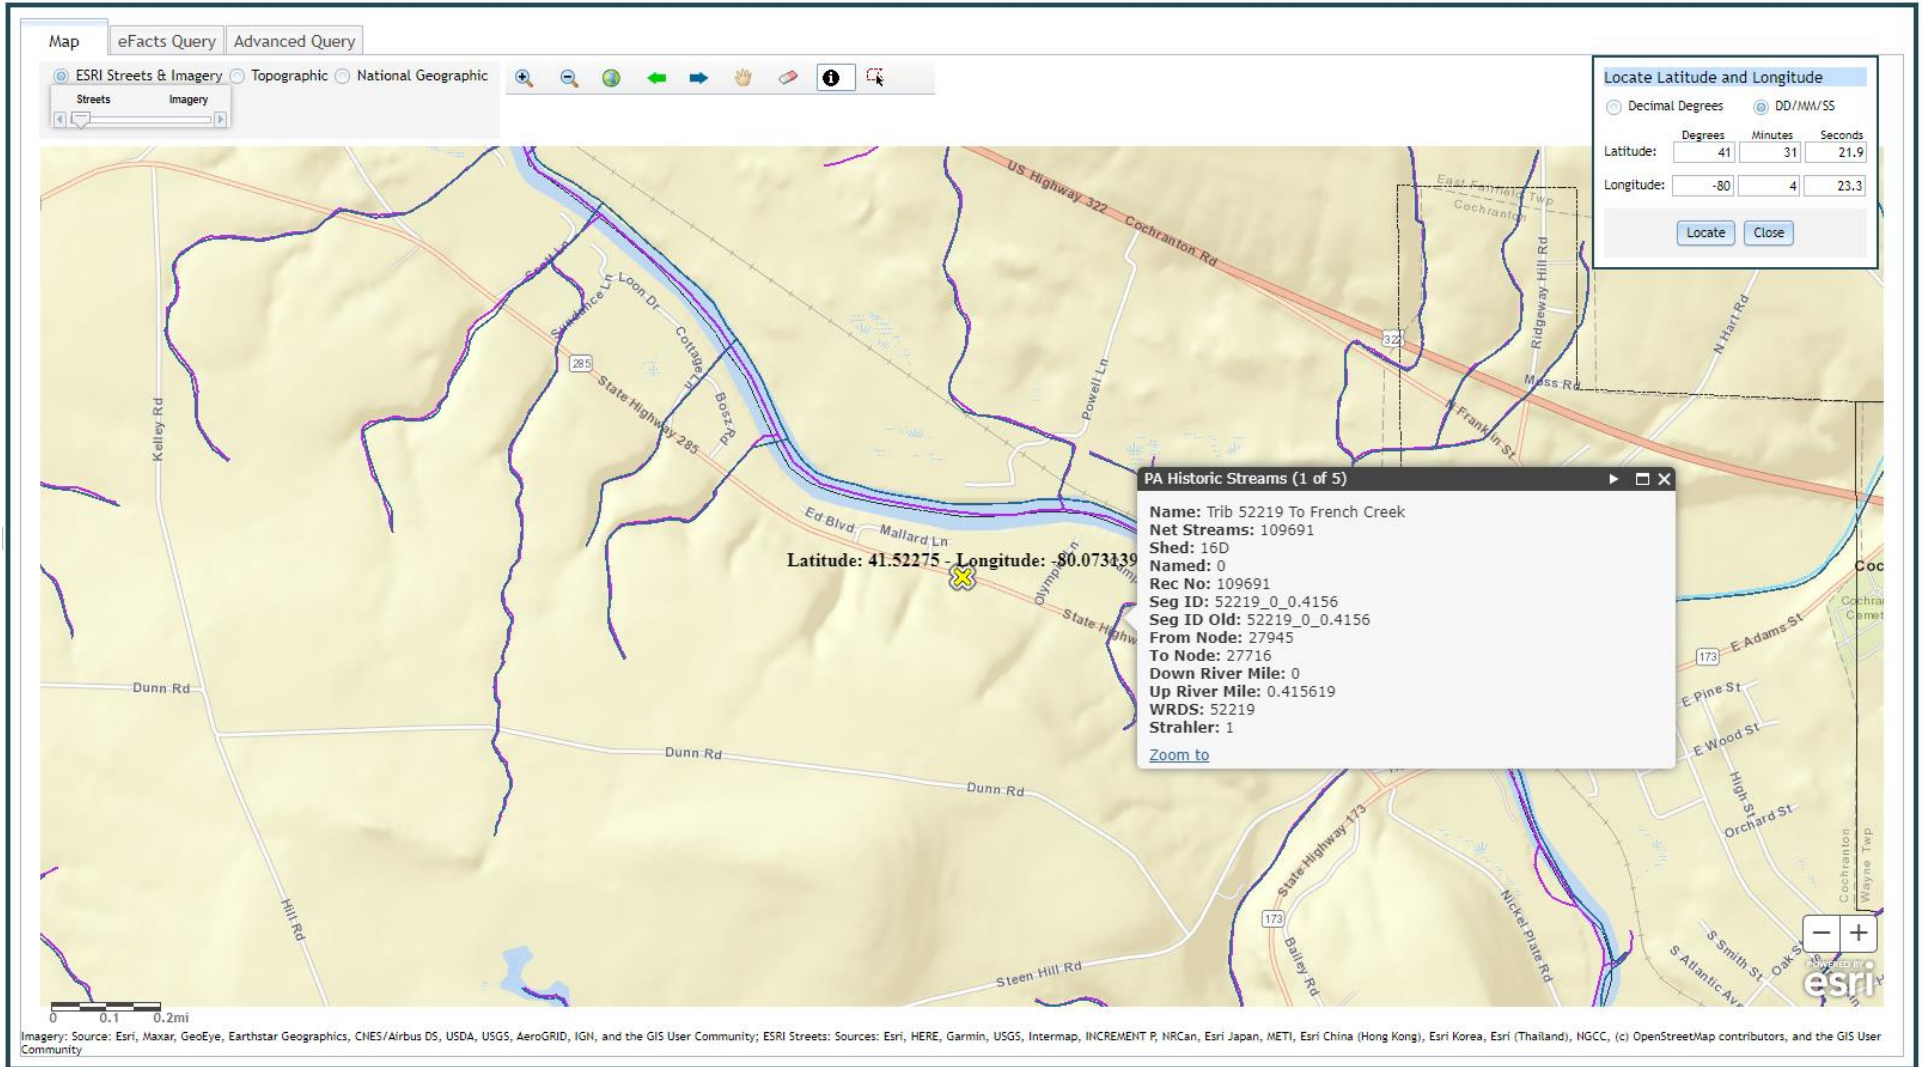 Map
eFacts Query
Advanced Query
ESRI Streets & Imagery
Topographic
National Geographic
Streets
Imagery
Locate Latitude and Longitude
Decimal Degrees
DD/MM/SS
Degrees Minutes Seconds
Latitude: 41 31 21.9
Longitude: -80 4 23.3
Locate
Close
US Highway 322
Cochranton Rd
East Fairfield Twp
Cochranton
Ridgeway Hill Rd
N Hart Rd
Scott Ln
Sundance Ln
Loon Dr
Cottage Ln
Bosz Rd
285
State Highway 285
Kelley Rd
Powell Ln
322
Moss Rd
N Franklin St
Ed Blvd
Mallard Ln
Latitude: 41.52275 - Longitude: -80.073139
State Highw
PA Historic Streams (1 of 5)
Name: Trib 52219 To French Creek
Net Streams: 109691
Shed: 16D
Named: 0
Rec No: 109691
Seg ID: 52219_0_0.4156
Seg ID Old: 52219_0_0.4156
From Node: 27945
To Node: 27716
Down River Mile: 0
Up River Mile: 0.415619
WRDS: 52219
Strahler: 1
Zoom to
Coc
Cochra
Cemet
E Adams St
173
E Pine St
E Wood St
High St
Orchard St
Dunn Rd
Dunn Rd
Dunn Rd
Hill Rd
State Highway 173
173
Bailey Rd
Nickel Plate Rd
Steen Hill Rd
Cochranton
Wayne Twp
S Smith St
S Atlantic Av
Oak St
POWERED BY
esri
0 0.1 0.2mi
Imagery: Source: Esri, Maxar, GeoEye, Earthstar Geographics, CNES/Airbus DS, USDA, USGS, AeroGRID, IGN, and the GIS User Community; ESRI Streets: Sources: Esri, HERE, Garmin, USGS, Intermap, INCREMENT P, NRCan, Esri Japan, METI, Esri China (Hong Kong), Esri Korea, Esri (Thailand), NGCC, (c) OpenStreetMap contributors, and the GIS User
Community